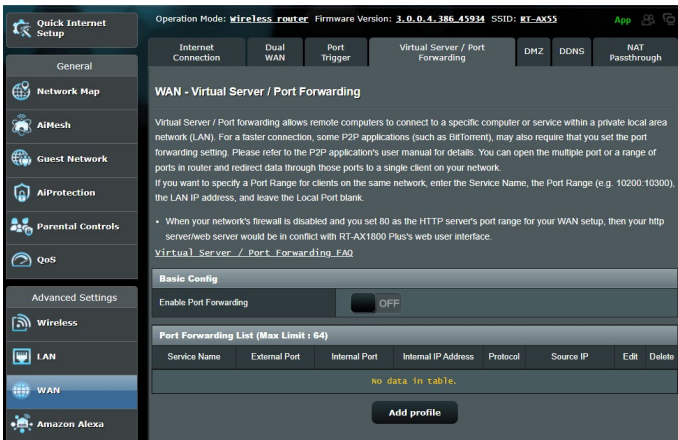 Quick Internet
Setup
General
Network Map
AiMesh
Guest Network
AiProtection
Parental Controls
QoS
Advanced Settings
Wireless
LAN
WAN
Amazon Alexa
Operation Mode: Wireless router Firmware Version: 3.0.0.4.386_45934 SSID: RT-AX55
App
Internet
Connection
Dual
WAN
Port
Trigger
Virtual Server / Port
Forwarding
DMZ
DDNS
NAT
Passthrough
WAN - Virtual Server / Port Forwarding
Virtual Server / Port forwarding allows remote computers to connect to a specific computer or service within a private local area
network (LAN). For a faster connection, some P2P applications (such as BitTorrent), may also require that you set the port
forwarding setting. Please refer to the P2P application's user manual for details. You can open the multiple port or a range of
ports in router and redirect data through those ports to a single client on your network.
If you want to specify a Port Range for clients on the same network, enter the Service Name, the Port Range (e.g. 10200:10300),
the LAN IP address, and leave the Local Port blank.
• When your network's firewall is disabled and you set 80 as the HTTP server's port range for your WAN setup, then your http
server/web server would be in conflict with RT-AX1800 Plus's web user interface.
Virtual Server / Port Forwarding FAQ
Basic Config
Enable Port Forwarding OFF
Port Forwarding List (Max Limit : 64)
Service Name External Port Internal Port Internal IP Address Protocol Source IP Edit Delete
No data in table.
Add profile